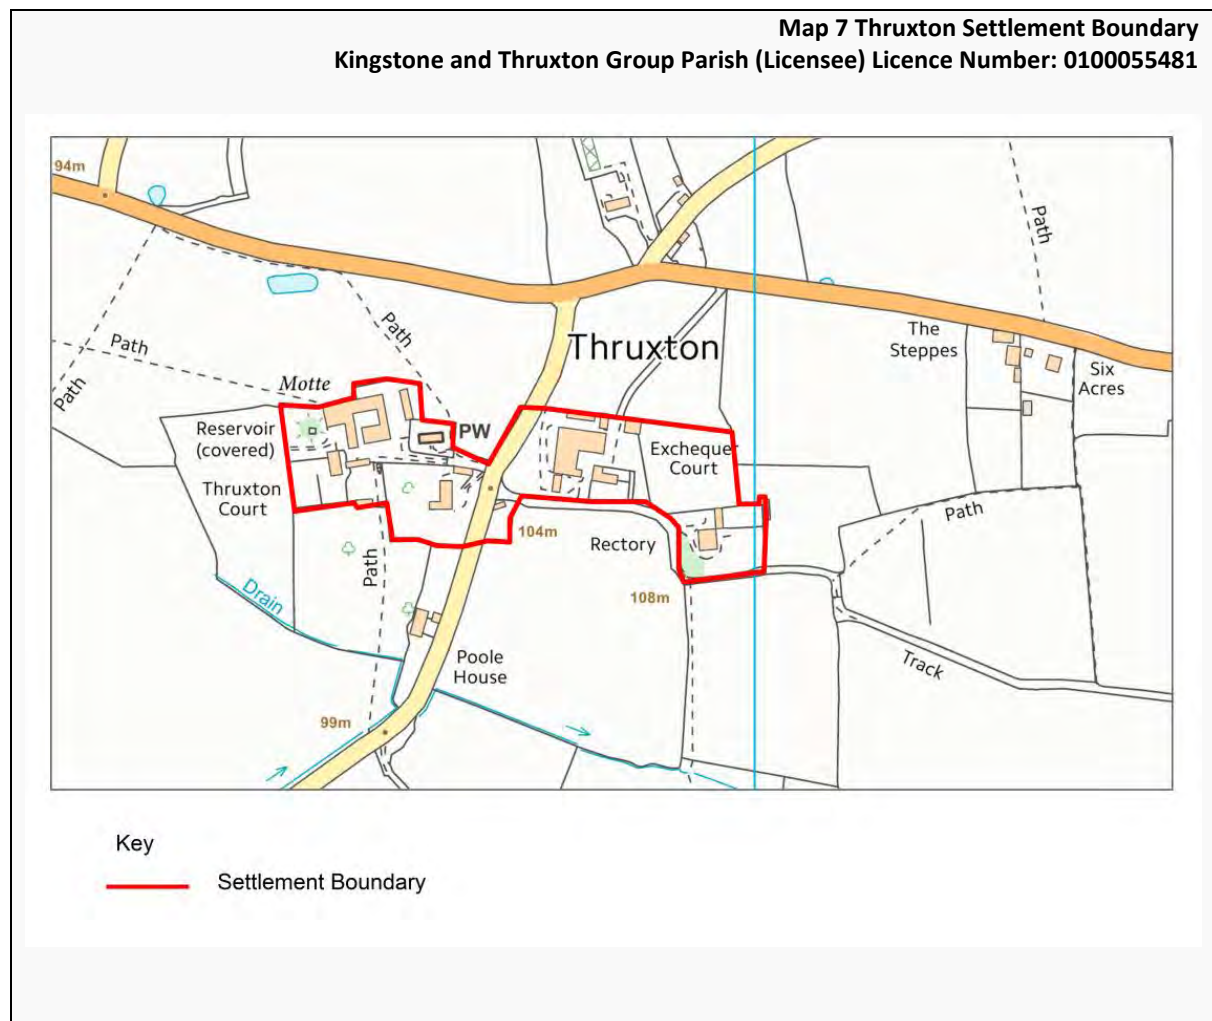 Map 7 Thruxton Settlement Boundary
Kingstone and Thruxton Group Parish (Licensee) Licence Number: 0100055481
94m
Path
Path
Path
Path
Thruxton
The
Steppes
Six
Acres
Motte
Reservoir
(covered)
PW
Exchequer
Court
Thruxton
Court
104m
Rectory
Path
Path
108m
Drain
Poole
House
Track
99m
Key
Settlement Boundary